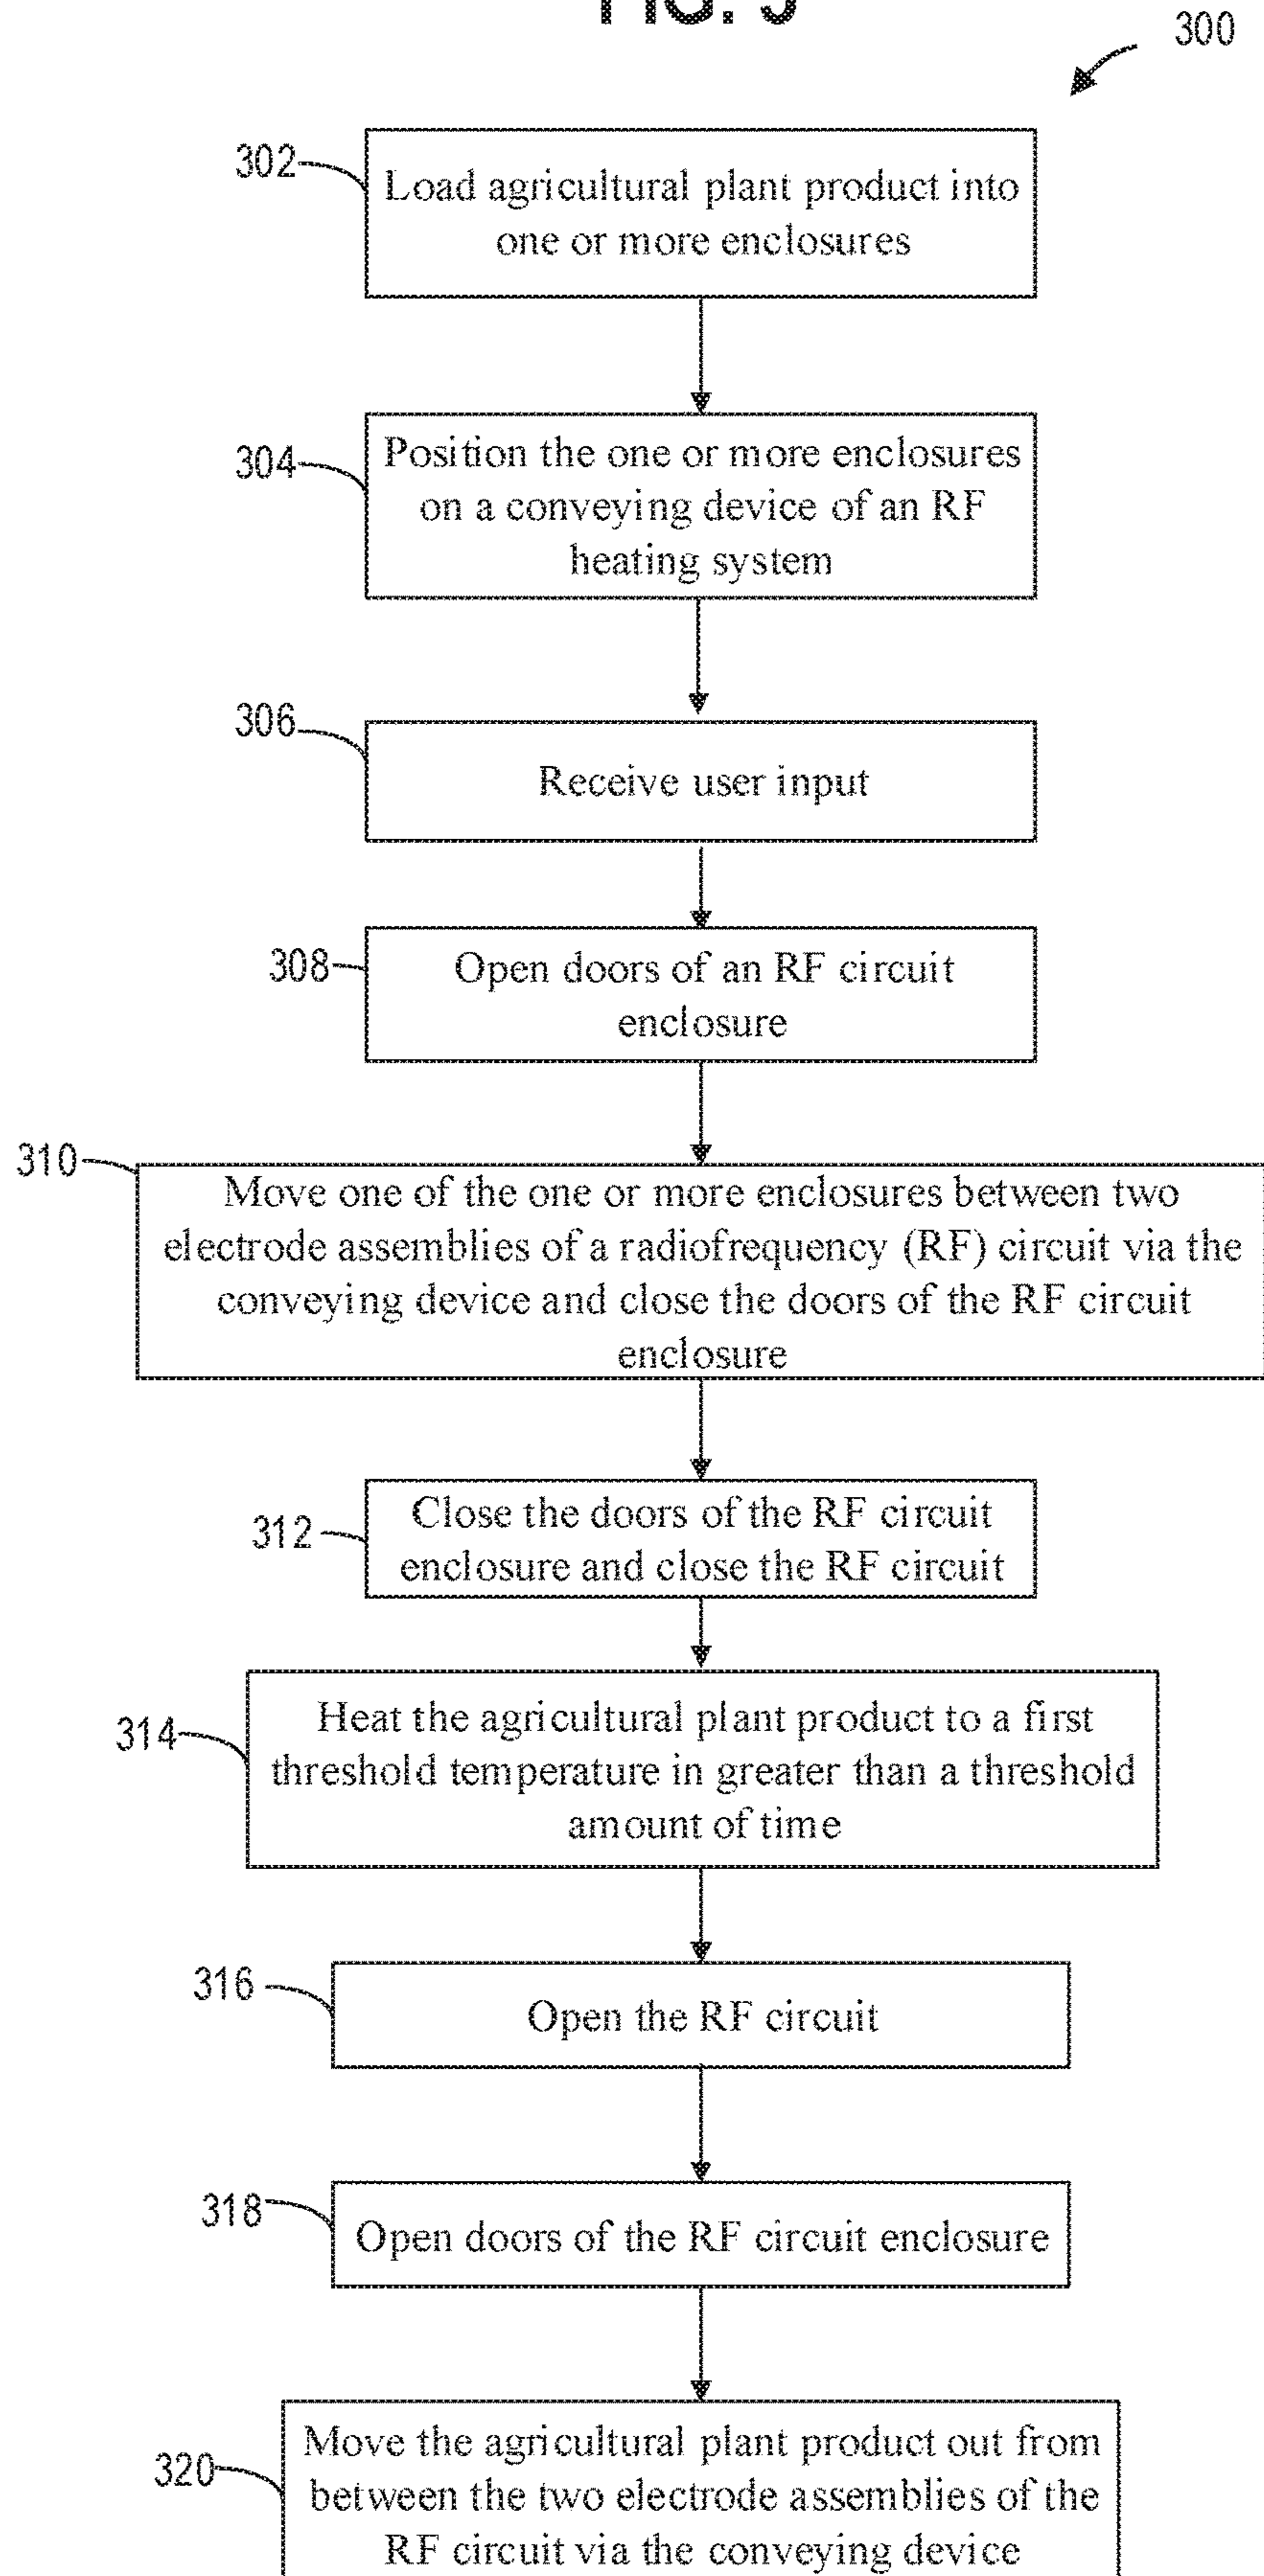 300
302
Load agricultural plant product into
one or more enclosures
304
Position the one or more enclosures
on a conveying device of an RF
heating system
306
Receive user input
308
Open doors of an RF circuit
enclosure
310
Move one of the one or more enclosures between two
electrode assemblies of a radiofrequency (RF) circuit via the
conveying device and close the doors of the RF circuit
enclosure
312
Close the doors of the RF circuit
enclosure and close the RF circuit
314
Heat the agricultural plant product to a first
threshold temperature in greater than a threshold
amount of time
316
Open the RF circuit
318
Open doors of the RF circuit enclosure
320
Move the agricultural plant product out from
between the two electrode assemblies of the
RF circuit via the conveying device